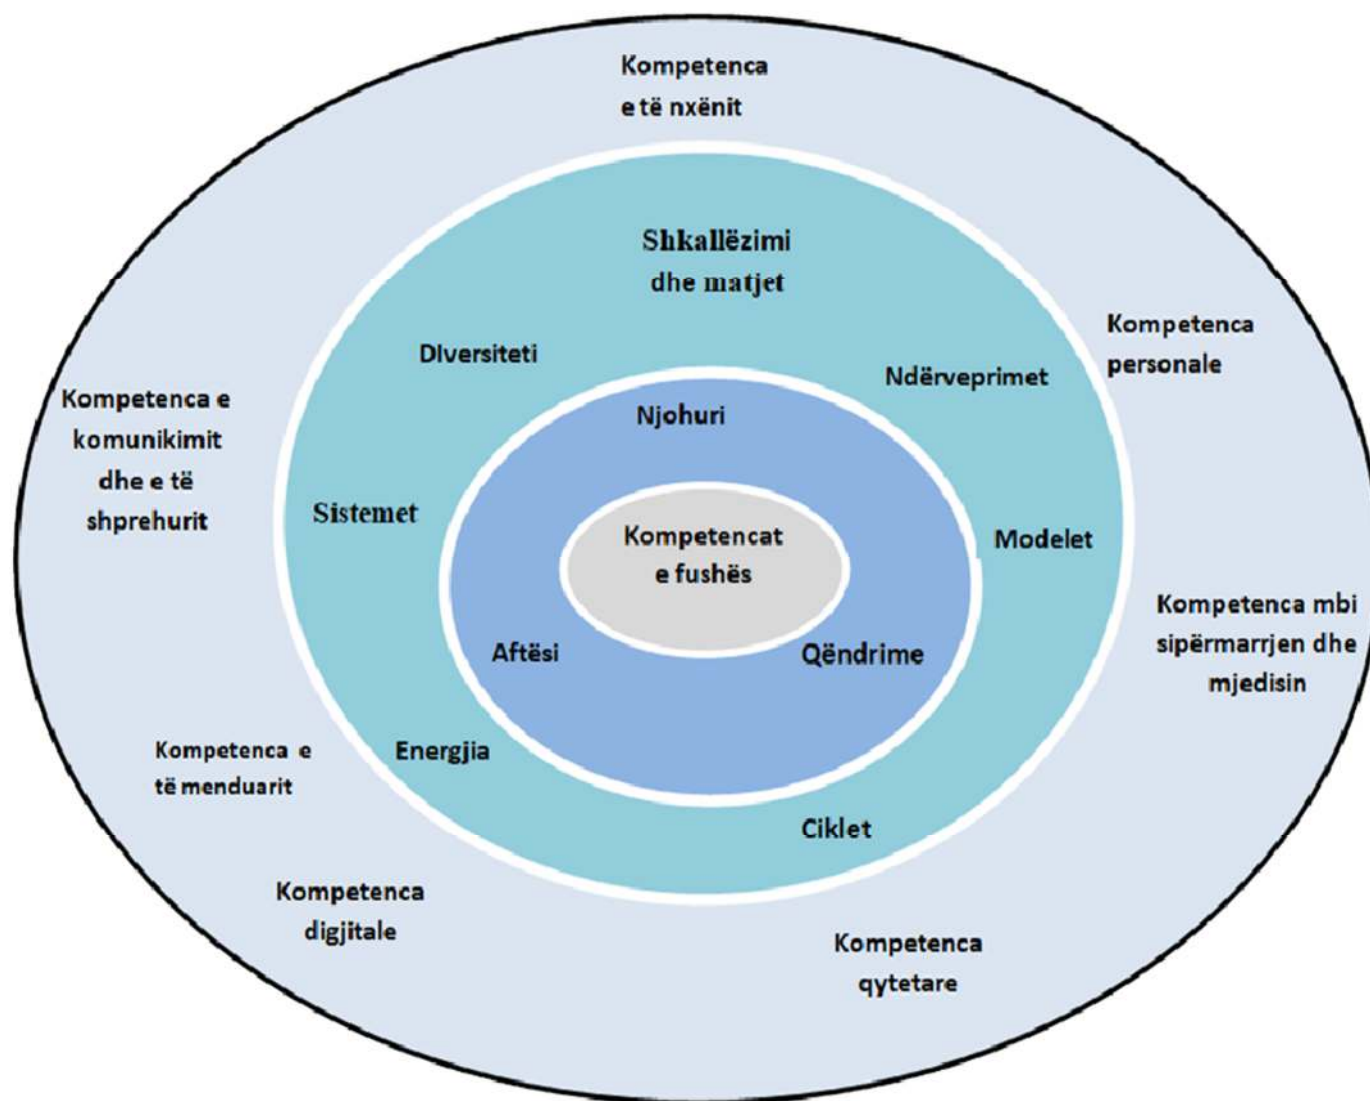 Kompetenca
e të nxënit
Shkallëzimi
dhe matjet
Kompetenca
personale
DIversiteti
Ndërveprimet
Kompetenca e
komunikimit
dhe e të
shprehurit
Njohuri
Sistemet
Modelet
Kompetencat
e fushës
Kompetenca mbi
sipërmarrjen dhe
mjedisin
Aftësi
Qëndrime
Kompetenca e
të menduarit
Energjia
Ciklet
Kompetenca
digjitale
Kompetenca
qytetare